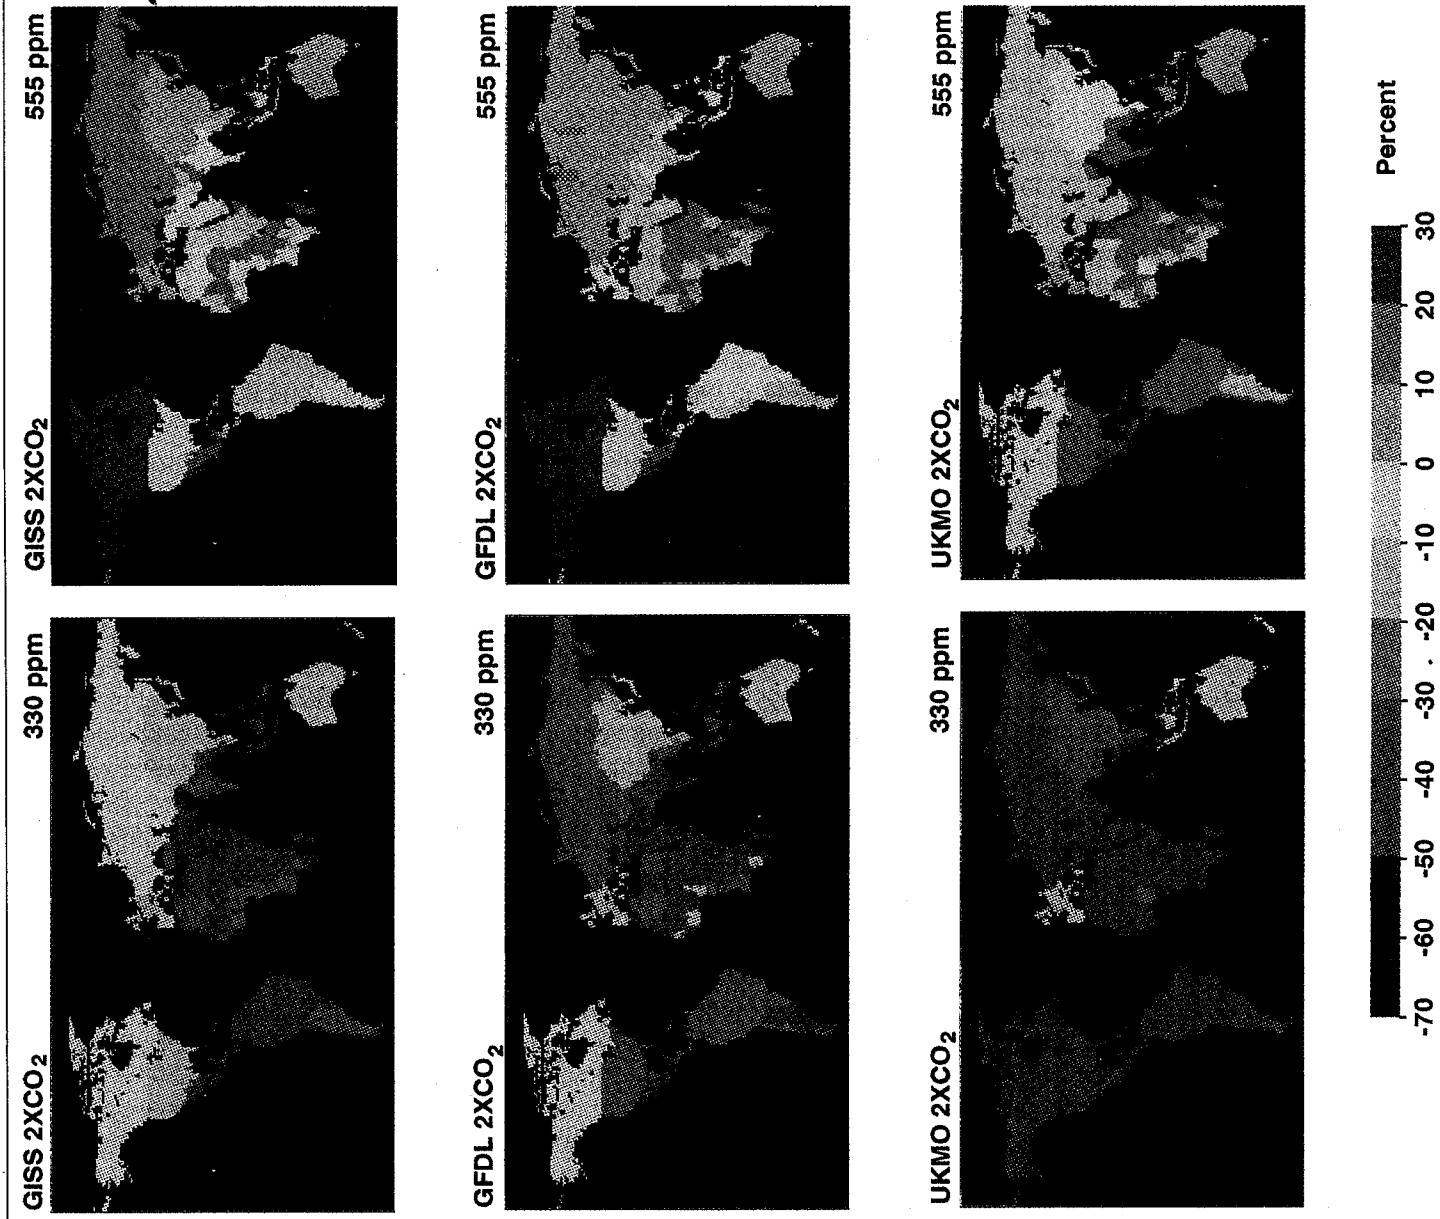 GISS 2XCO2 330 ppm
GISS 2XCO2 555 ppm
GFDL 2XCO2 330 ppm
GFDL 2XCO2 555 ppm
UKMO 2XCO2 330 ppm
UKMO 2XCO2 555 ppm
-70 -60 -50 -40 -30 -20 -10 0 10 20 30 Percent